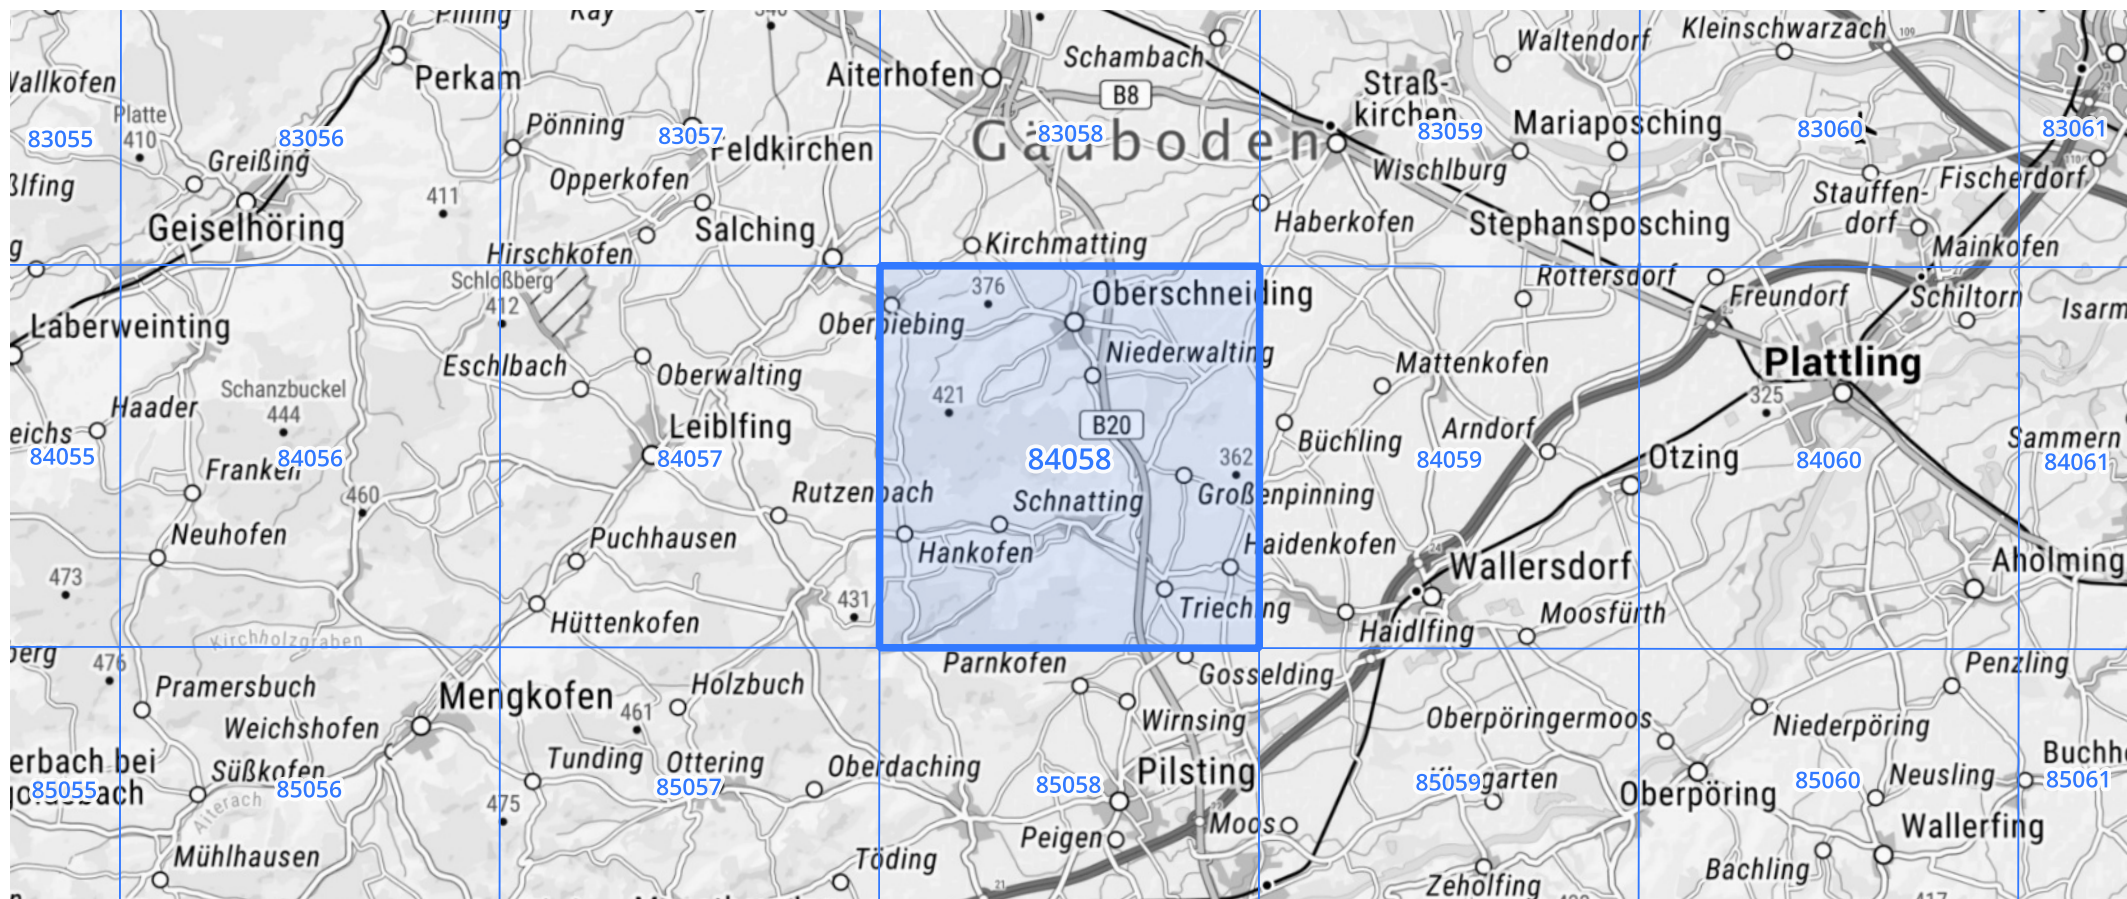 Perkam
Schambach
Waltendorf
Kleinschwarzach
109
Aiterhofen
B8
Straß-
kirchen
Platte
410
Pönning
Mariaposching
83055
83056
83057
83058
83059
83060
83061
Gäuboden
Greißing
Feldkirchen
110
Opperkofen
Wischlburg
Stauffen-
dorf
Fischerdorf
411
Geiselhöring
Salching
Haberkofen
Stephansposching
Hirschkofen
Kirchmatting
Mainkofen
Schloßberg
412
376
Oberschneiding
Rottersdorf
Freundorf
Schiltorn
Laberweinting
Oberpiebing
Niederwalting
Mattenkofen
Plattling
Eschlbach
Oberwalting
Schanzbuckel
444
421
325
Haader
B20
Leiblfing
Büchling
Arndorf
Otzing
Sammern
84055
84056
84057
84058
84059
84060
84061
Franken
362
460
Rutzenbach
Schnatting
Großenpinning
Neuhofen
Puchhausen
Hankofen
Haidenkofen
Wallersdorf
Aholming
473
431
Hüttenkofen
Trieching
Moosfürth
Kirchholzgraben
Haidlfing
476
Parnkofen
Gosselding
Penzling
Pramersbuch
Mengkofen
Holzbuch
461
Weichshofen
Wirnsing
Oberpöringermoos
Niederpöring
erbach bei
Süßkofen
Tunding
Ottering
Oberdaching
Pilsting
Neusling
85055
85056
85057
85058
85059
85060
85061
Oberpöring
Aiterach
475
Peigen
Moos
Wallerfing
Mühlhausen
Töding
21
Zeholfing
Bachling